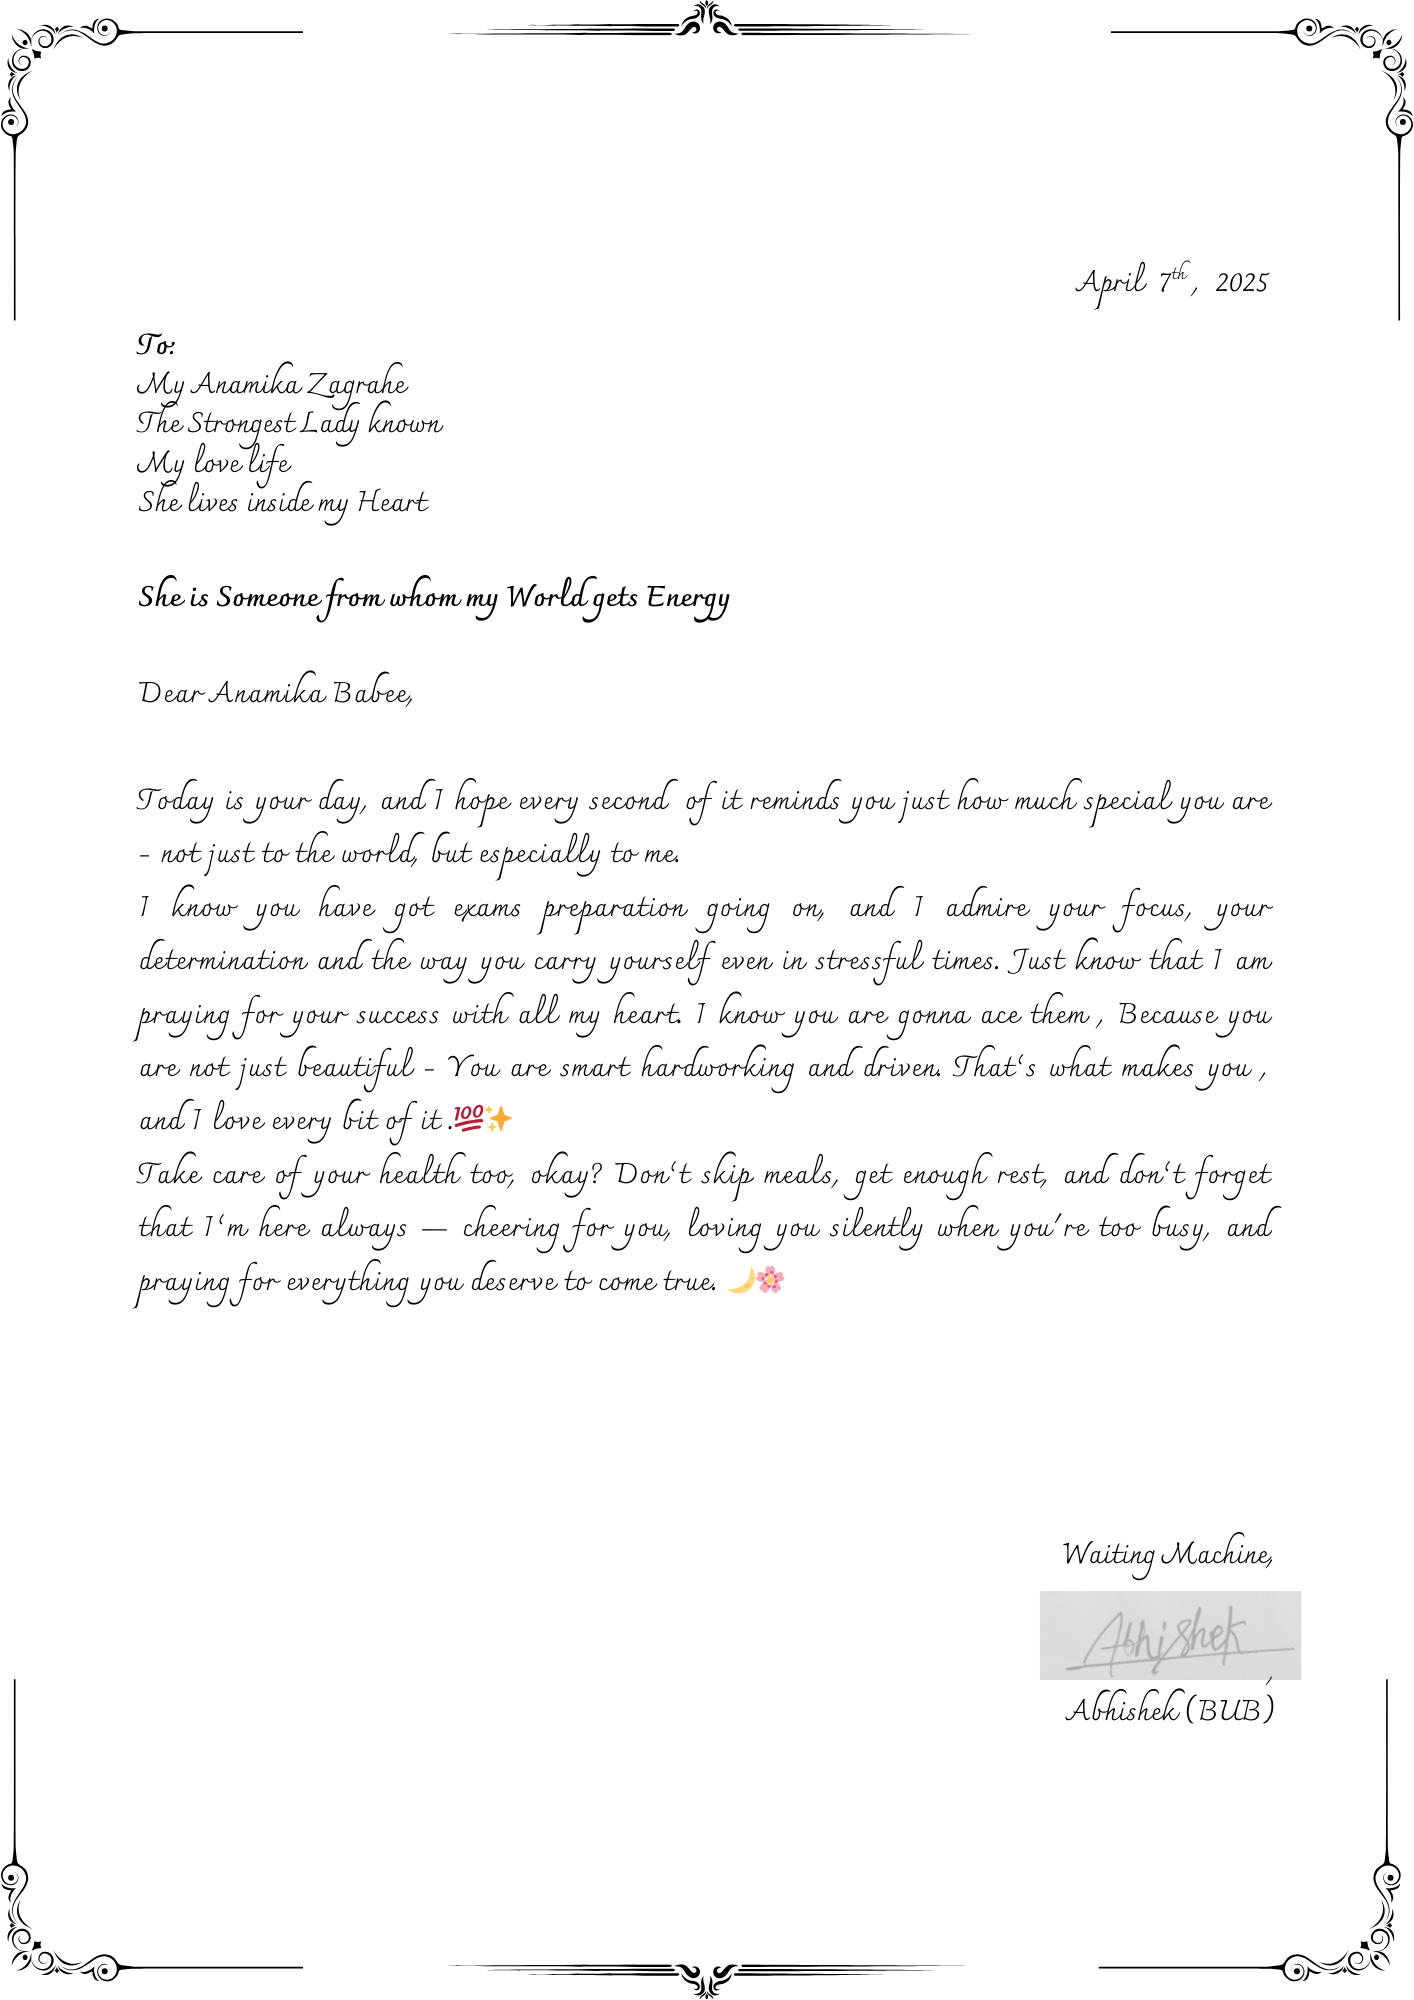 April 7th, 2025
To:
My Anamika Zagrahe
The Strongest Lady known
My love life
She lives inside my Heart
She is Someone from whom my World gets Energy
Dear Anamika Babee,
Today is your day, and I hope every second of it reminds you just how much special you are
- not just to the world, but especially to me.
I know you have got exams preparation going on, and I admire your focus, your
determination and the way you carry yourself even in stressful times. Just know that I am
praying for your success with all my heart. I know you are gonna ace them , Because you
are not just beautiful - You are smart hardworking and driven. That‘s what makes you ,
and I love every bit of it .💯✨
Take care of your health too, okay? Don‘t skip meals, get enough rest, and don‘t forget
that I‘m here always — cheering for you, loving you silently when you’re too busy, and
praying for everything you deserve to come true. 🌙🌸
Waiting Machine,
Abhishek
,
Abhishek (BUB)